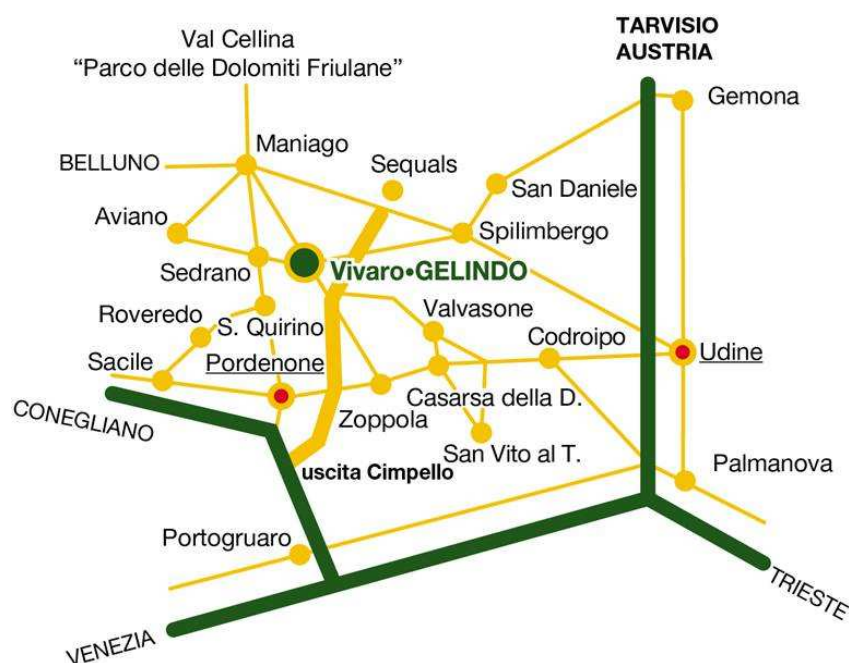 TARVISIO
AUSTRIA
Val Cellina
“Parco delle Dolomiti Friulane”
Gemona
Maniago
BELLUNO
Sequals
San Daniele
Aviano
Spilimbergo
Sedrano
Vivaro•GELINDO
Roveredo
S. Quirino
Valvasone
Codroipo
Sacile
Pordenone
Udine
CONEGLIANO
Zoppola
Casarsa della D.
San Vito al T.
uscita Cimpello
Palmanova
Portogruaro
TRIESTE
VENEZIA